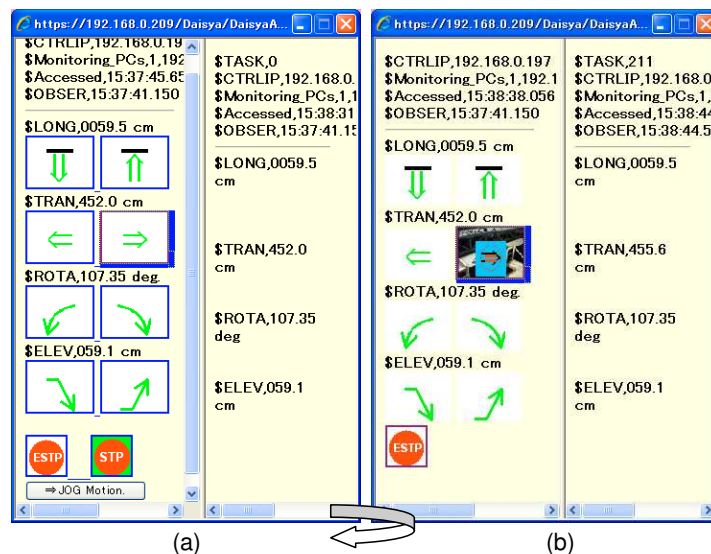 https://192.168.0.209/Daisya/DaisyaA...
$CTRLIP,192.168.0.19
$Monitoring_PCs,1,192
$Accessed,15:37:45.65
$OBSER,15:37:41.150
$LONG,0059.5 cm
$TRAN,452.0 cm
$ROTA,107.35 deg.
$ELEV,059.1 cm
ESTP
STP
⇒JOG Motion.
$TASK,0
$CTRLIP,192.168.0.
$Monitoring_PCs,1,1
$Accessed,15:38:31
$OBSER,15:37:41.15
$LONG,0059.5
cm
$TRAN,452.0
cm
$ROTA,107.35
deg
$ELEV,059.1
cm
(a)
https://192.168.0.209/Daisya/DaisyaA...
$CTRLIP,192.168.0.197
$Monitoring_PCs,1,192.1
$Accessed,15:38:38.056
$OBSER,15:37:41.150
$LONG,0059.5 cm
$TRAN,452.0 cm
$ROTA,107.35 deg.
$ELEV,059.1 cm
ESTP
$TASK,211
$CTRLIP,192.168.0
$Monitoring_PCs,1,
$Accessed,15:38:44
$OBSER,15:38:44.5
$LONG,0059.5
cm
$TRAN,455.6
cm
$ROTA,107.35
deg
$ELEV,059.1
cm
(b)